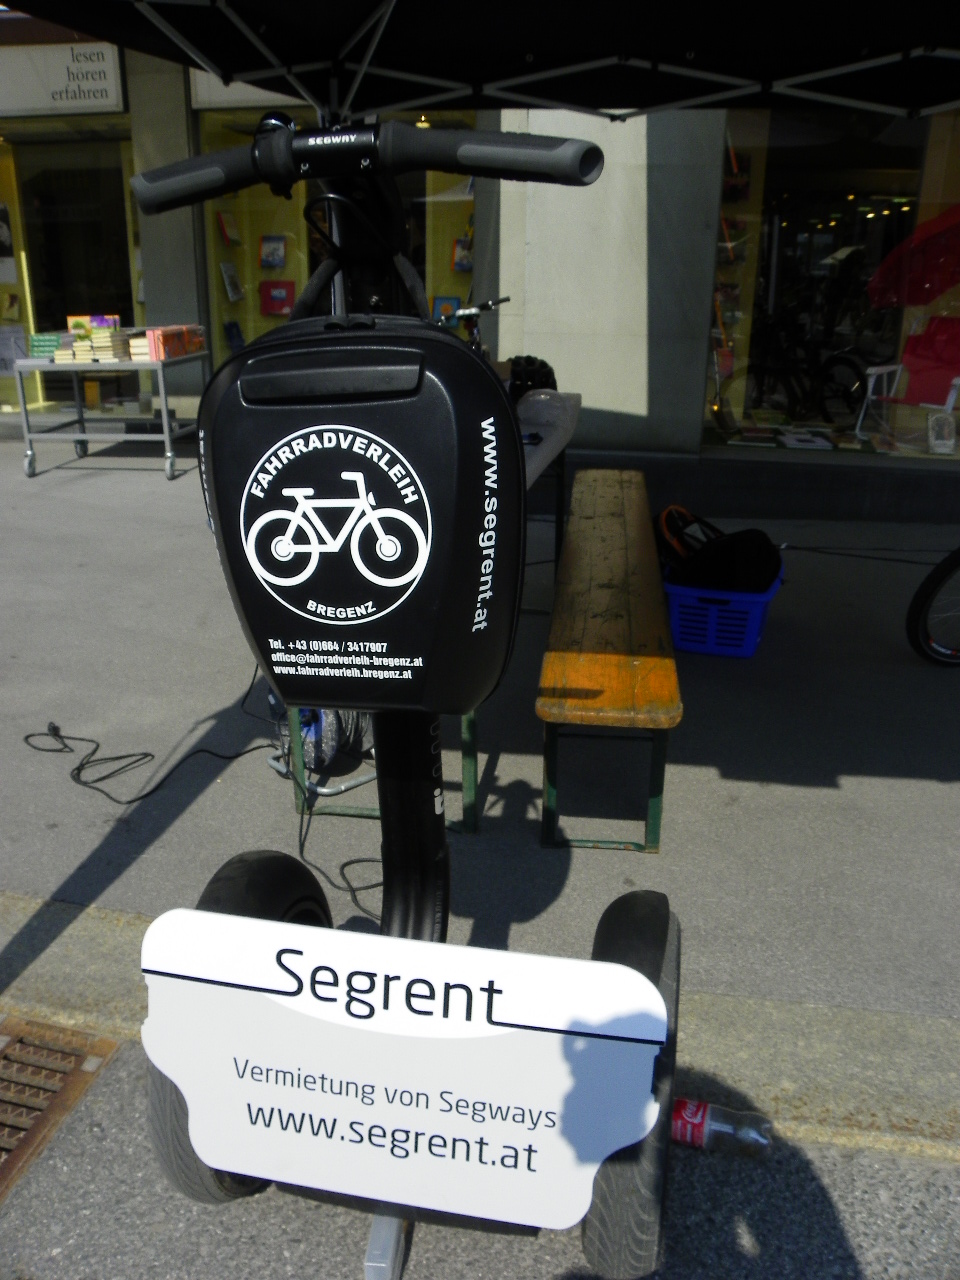 lesen
hören
erfahren
SEGWAY
FAHRRADVERLEIH
BREGENZ
www.segrent.at
Tel. +43 (0)664 / 3417907
office@fahrradverleih-bregenz.at
www.fahrradverleih.bregenz.at
Segrent
Vermietung von Segways
www.segrent.at